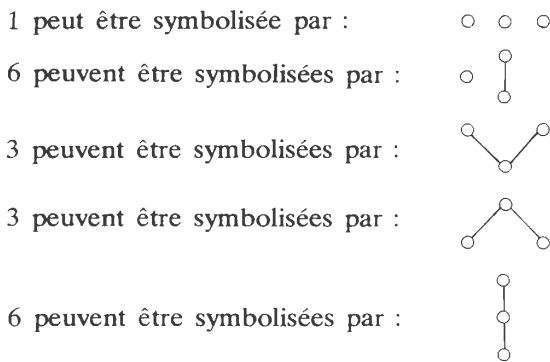 1 peut être symbolisée par :
6 peuvent être symbolisées par :
3 peuvent être symbolisées par :
3 peuvent être symbolisées par :
6 peuvent être symbolisées par :